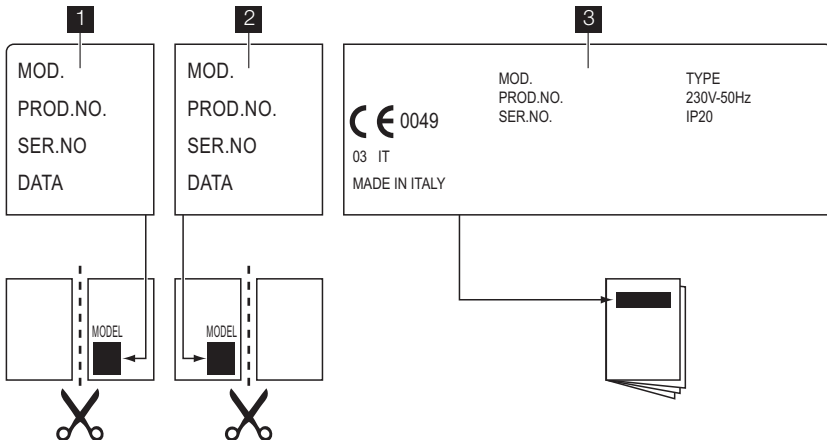 1
MOD.
PROD.NO.
SER.NO
DATA
2
MOD.
PROD.NO.
SER.NO
DATA
3
CE 0049
03 IT
MADE IN ITALY
MOD.
PROD.NO.
SER.NO.
TYPE
230V-50Hz
IP20
MODEL
MODEL